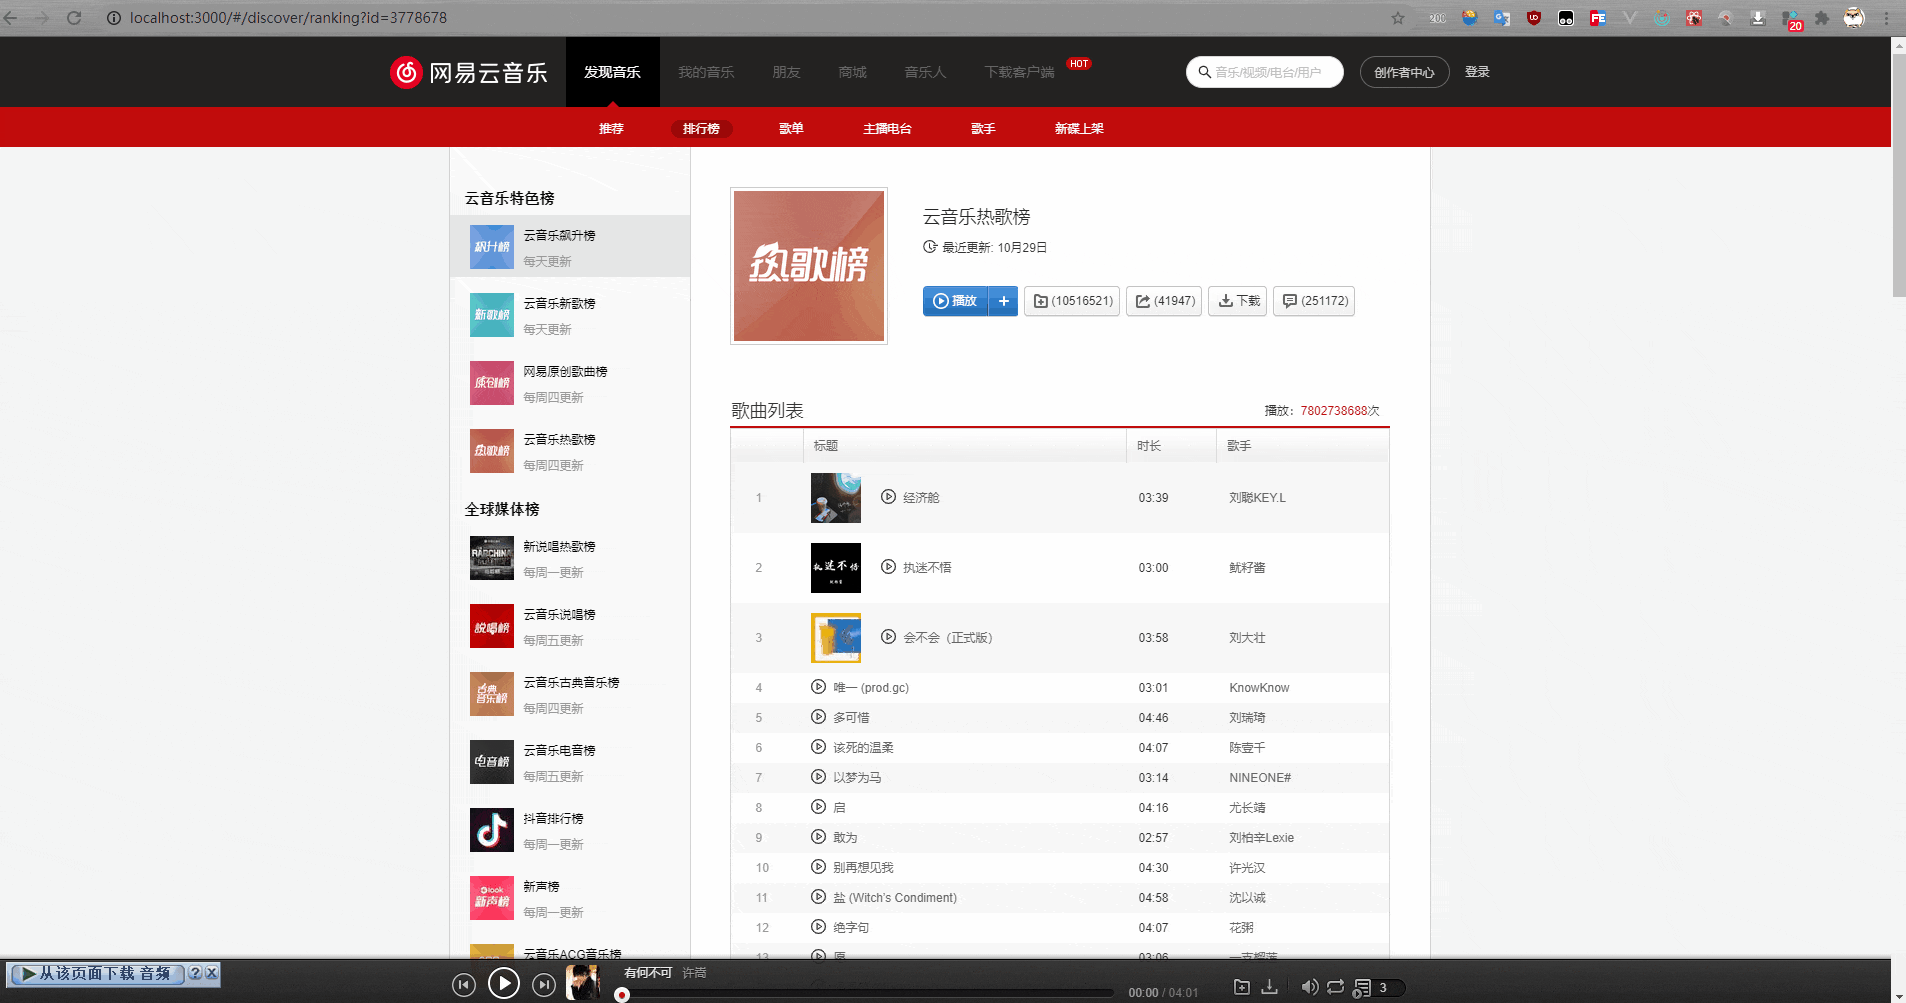 localhost:3000/#/discover/ranking?id=3778678
200
20
网易云音乐
发现音乐 我的音乐 朋友 商城 音乐人 下载客户端 HOT
音乐/视频/电台/用户
创作者中心 登录
推荐 排行榜 歌单 主播电台 歌手 新碟上架
云音乐特色榜
飙升榜
云音乐飙升榜
每天更新
新歌榜
云音乐新歌榜
每天更新
原创榜
网易原创歌曲榜
每周四更新
热歌榜
云音乐热歌榜
每周四更新
全球媒体榜
新说唱热歌榜
每周一更新
说唱榜
云音乐说唱榜
每周五更新
古典音乐榜
云音乐古典音乐榜
每周四更新
电音榜
云音乐电音榜
每周五更新
抖音排行榜
每周一更新
look
新声榜
新声榜
每周一更新
云音乐ACG音乐榜
热歌榜
云音乐热歌榜
最近更新: 10月29日
播放 + (10516521) (41947) 下载 (251172)
歌曲列表 播放: 7802738688次
标题 时长 歌手
1 经济舱 03:39 刘聪KEY.L
2 执迷不悟 03:00 鱿籽酱
3 会不会（正式版） 03:58 刘大壮
4 唯一 (prod.gc) 03:01 KnowKnow
5 多可惜 04:46 刘瑞琦
6 该死的温柔 04:07 陈壹千
7 以梦为马 03:14 NINEONE#
8 启 04:16 尤长靖
9 敢为 02:57 刘柏辛Lexie
10 别再想见我 04:30 许光汉
11 盐 (Witch's Condiment) 04:58 沈以诚
12 绝字句 04:07 花粥
13 愿 03:06 一支榴莲
从该页面下载 音频 ? X
有何不可 许嵩
00:00 / 04:01
3